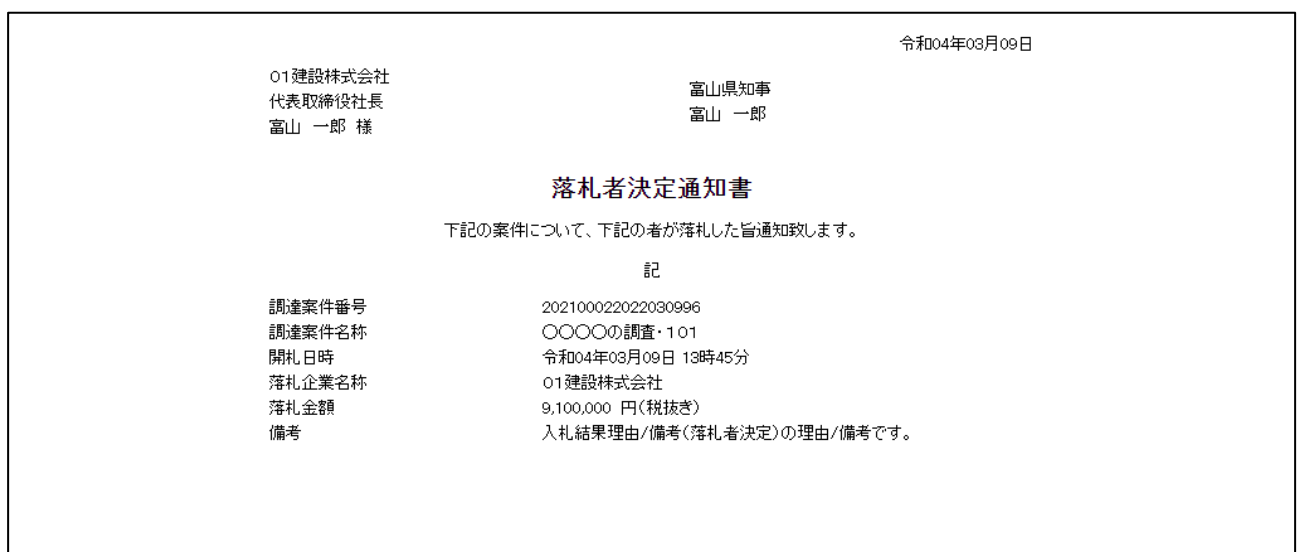 令和04年03月09日
01建設株式会社
代表取締役社長
富山 一郎 様
富山県知事
富山 一郎
落札者決定通知書
下記の案件について、下記の者が落札した旨通知致します。
記
調達案件番号 202100022022030996
調達案件名称 〇〇〇〇の調査・101
開札日時 令和04年03月09日 13時45分
落札企業名称 01建設株式会社
落札金額 9,100,000 円(税抜き)
備考 入札結果理由/備考(落札者決定)の理由/備考です。